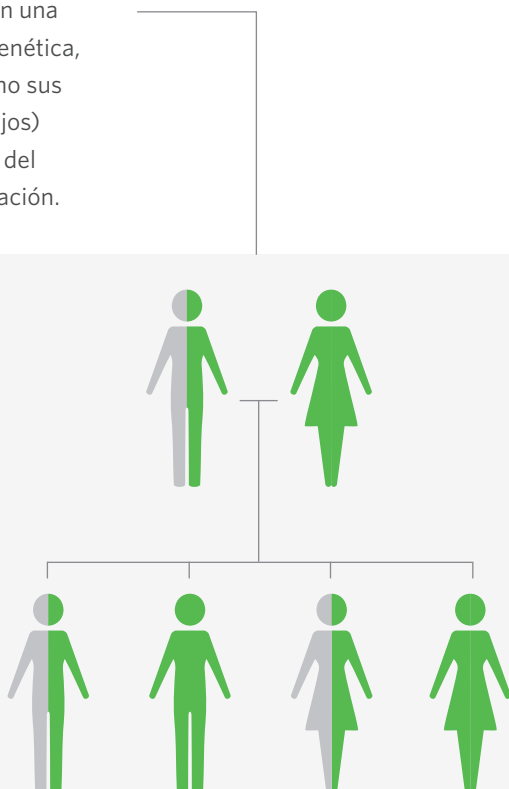 n una
enética,
no sus
jos)
del
ación.